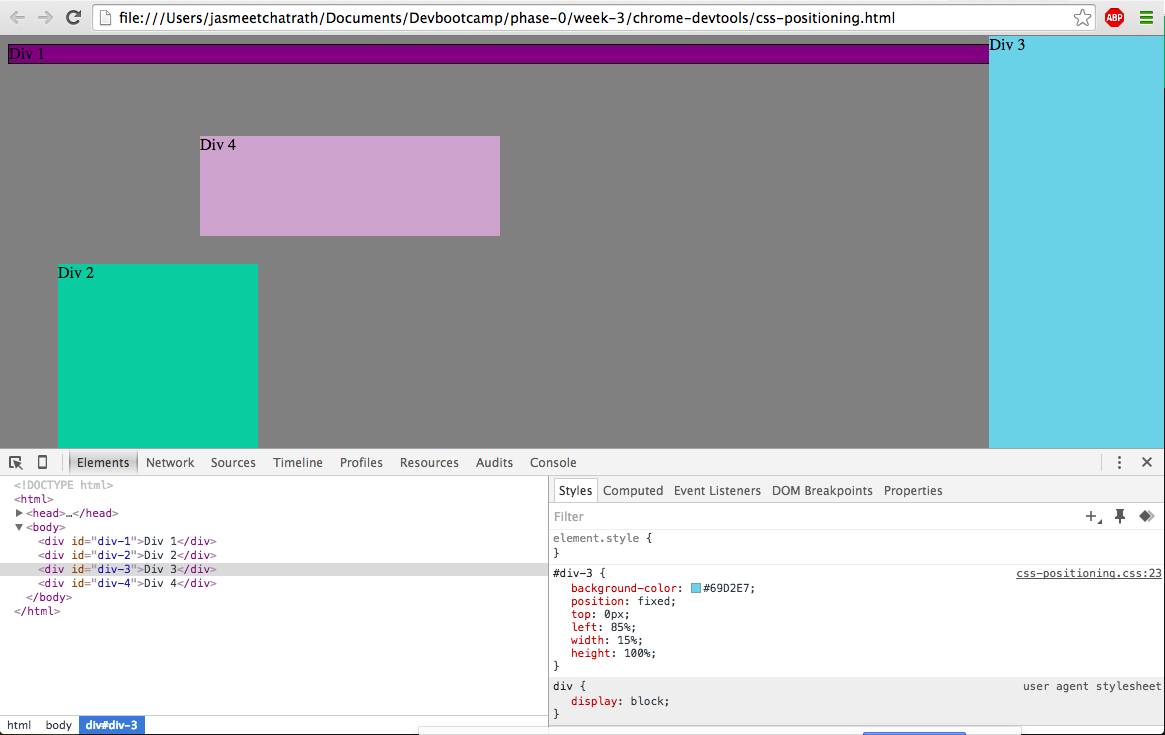 file:///Users/jasmeetchatrath/Documents/Devbootcamp/phase-0/week-3/chrome-devtools/css-positioning.html
ABP
Div 1
Div 3
Div 4
Div 2
Elements Network Sources Timeline Profiles Resources Audits Console
<!DOCTYPE html>
<html>
<head>…</head>
<body>
<div id="div-1">Div 1</div>
<div id="div-2">Div 2</div>
<div id="div-3">Div 3</div>
<div id="div-4">Div 4</div>
</body>
</html>
html body div#div-3
Styles Computed Event Listeners DOM Breakpoints Properties
Filter
element.style {
}
#div-3 { css-positioning.css:23
background-color: #69D2E7;
position: fixed;
top: 0px;
left: 85%;
width: 15%;
height: 100%;
}
div { user agent stylesheet
display: block;
}